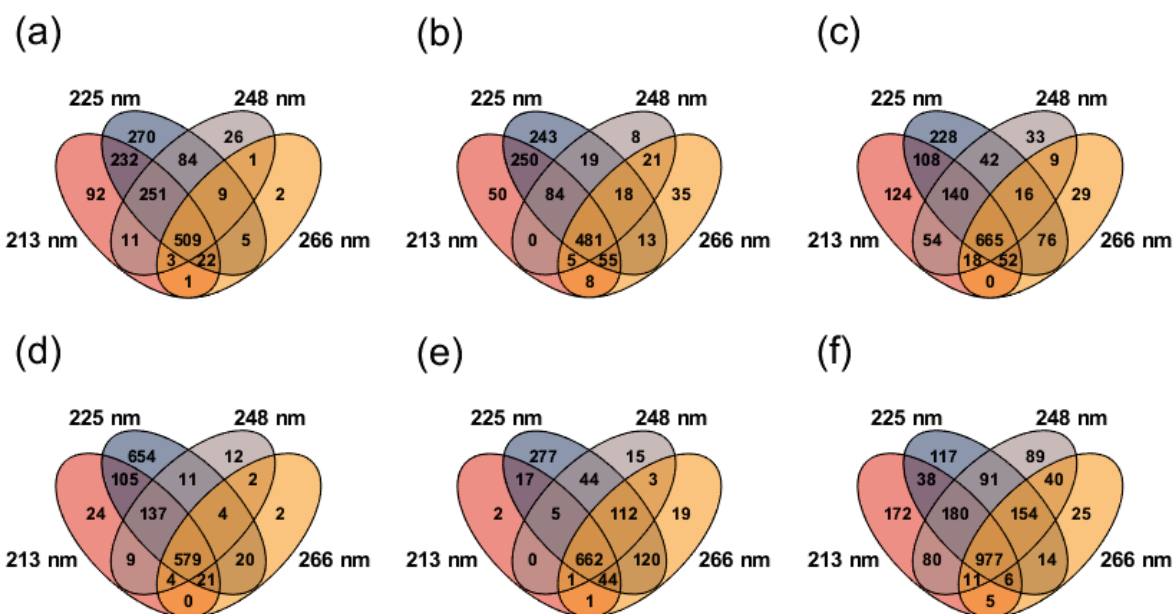 (a) (b) (c)
225 nm 248 nm 225 nm 248 nm 225 nm 248 nm
270 26 243 8 228 33
232 84 1 250 19 21 108 42 9
92 251 9 2 50 84 18 35 124 140 16 29
213 nm 11 509 5 266 nm 213 nm 0 481 13 266 nm 213 nm 54 665 76 266 nm
3 22 5 55 18 52
1 8 0
(d) (e) (f)
225 nm 248 nm 225 nm 248 nm 225 nm 248 nm
654 12 277 15 117 89
105 11 2 17 44 3 38 91 40
24 137 4 2 2 5 112 19 172 180 154 25
213 nm 9 579 20 266 nm 213 nm 0 662 120 266 nm 213 nm 80 977 14 266 nm
4 21 1 44 11 6
0 1 5